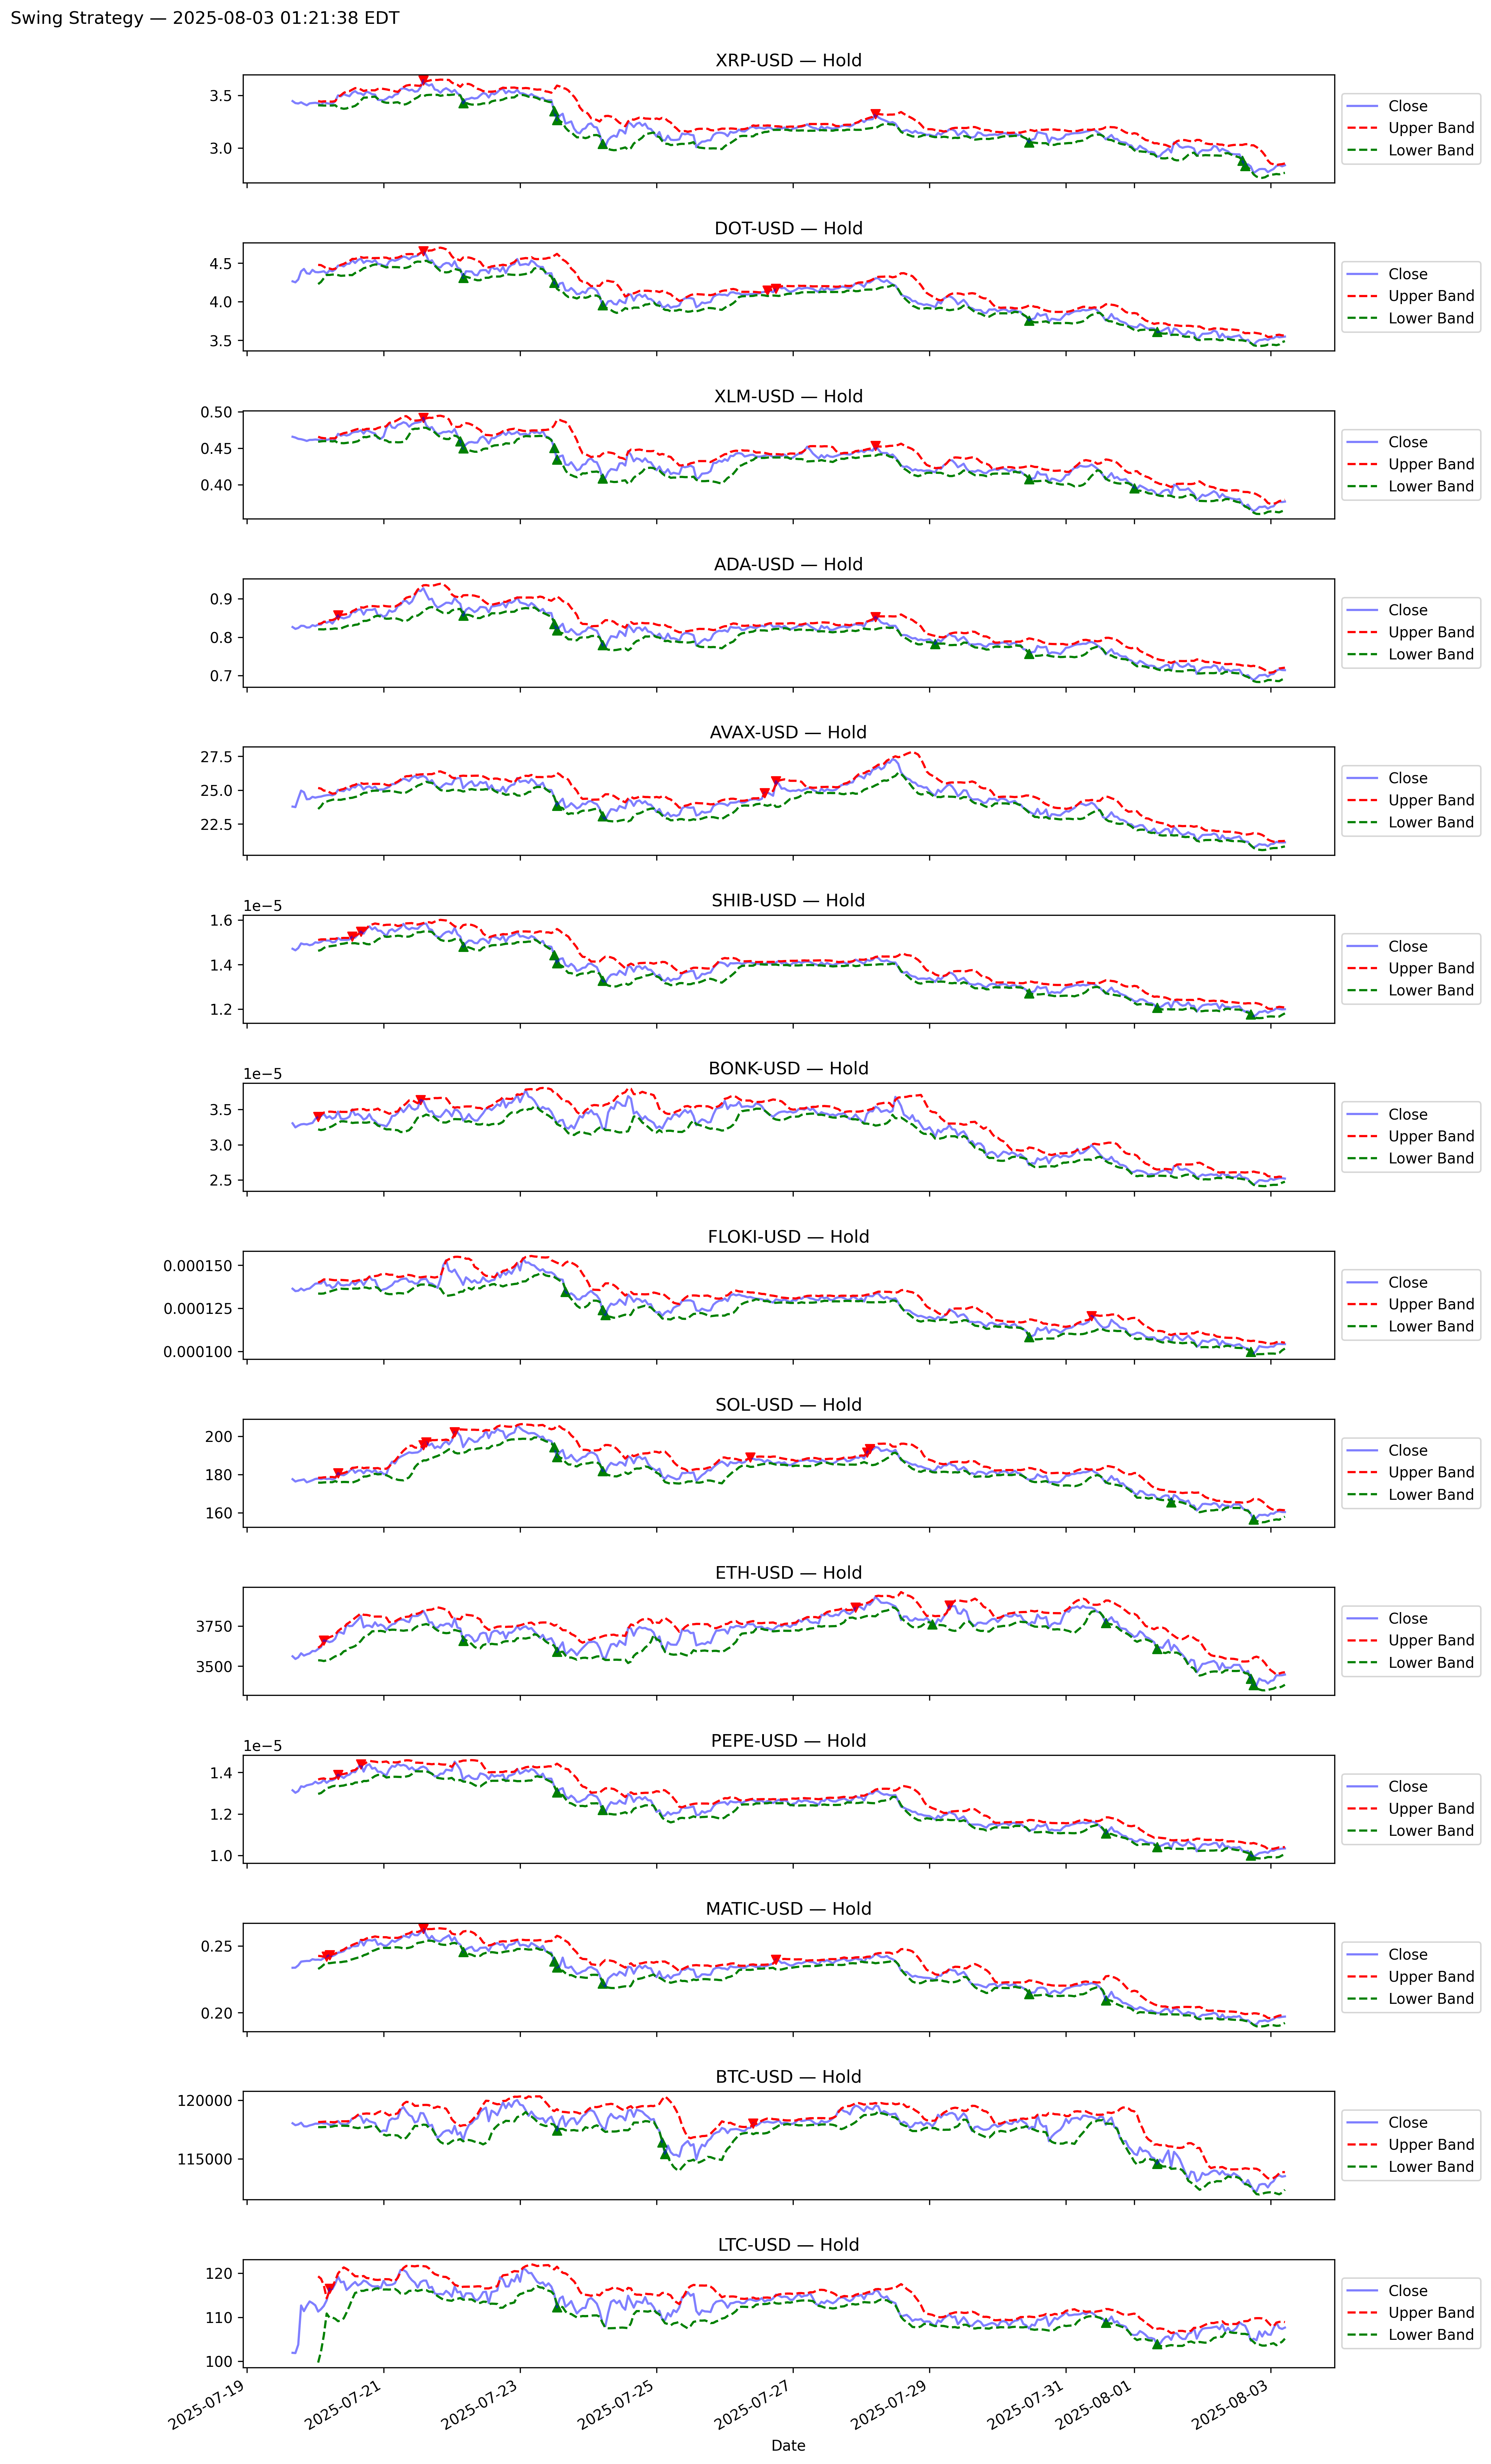 Swing Strategy — 2025-08-03 01:21:38 EDT
XRP-USD — Hold
3.5
3.0
Close
Upper Band
Lower Band
DOT-USD — Hold
4.5
4.0
3.5
Close
Upper Band
Lower Band
XLM-USD — Hold
0.50
0.45
0.40
Close
Upper Band
Lower Band
ADA-USD — Hold
0.9
0.8
0.7
Close
Upper Band
Lower Band
AVAX-USD — Hold
27.5
25.0
22.5
Close
Upper Band
Lower Band
SHIB-USD — Hold
1e−5
1.6
1.4
1.2
Close
Upper Band
Lower Band
BONK-USD — Hold
1e−5
3.5
3.0
2.5
Close
Upper Band
Lower Band
FLOKI-USD — Hold
0.000150
0.000125
0.000100
Close
Upper Band
Lower Band
SOL-USD — Hold
200
180
160
Close
Upper Band
Lower Band
ETH-USD — Hold
3750
3500
Close
Upper Band
Lower Band
PEPE-USD — Hold
1e−5
1.4
1.2
1.0
Close
Upper Band
Lower Band
MATIC-USD — Hold
0.25
0.20
Close
Upper Band
Lower Band
BTC-USD — Hold
120000
115000
Close
Upper Band
Lower Band
LTC-USD — Hold
120
110
100
Close
Upper Band
Lower Band
2025-07-19
2025-07-21
2025-07-23
2025-07-25
2025-07-27
2025-07-29
2025-07-31
2025-08-01
2025-08-03
Date